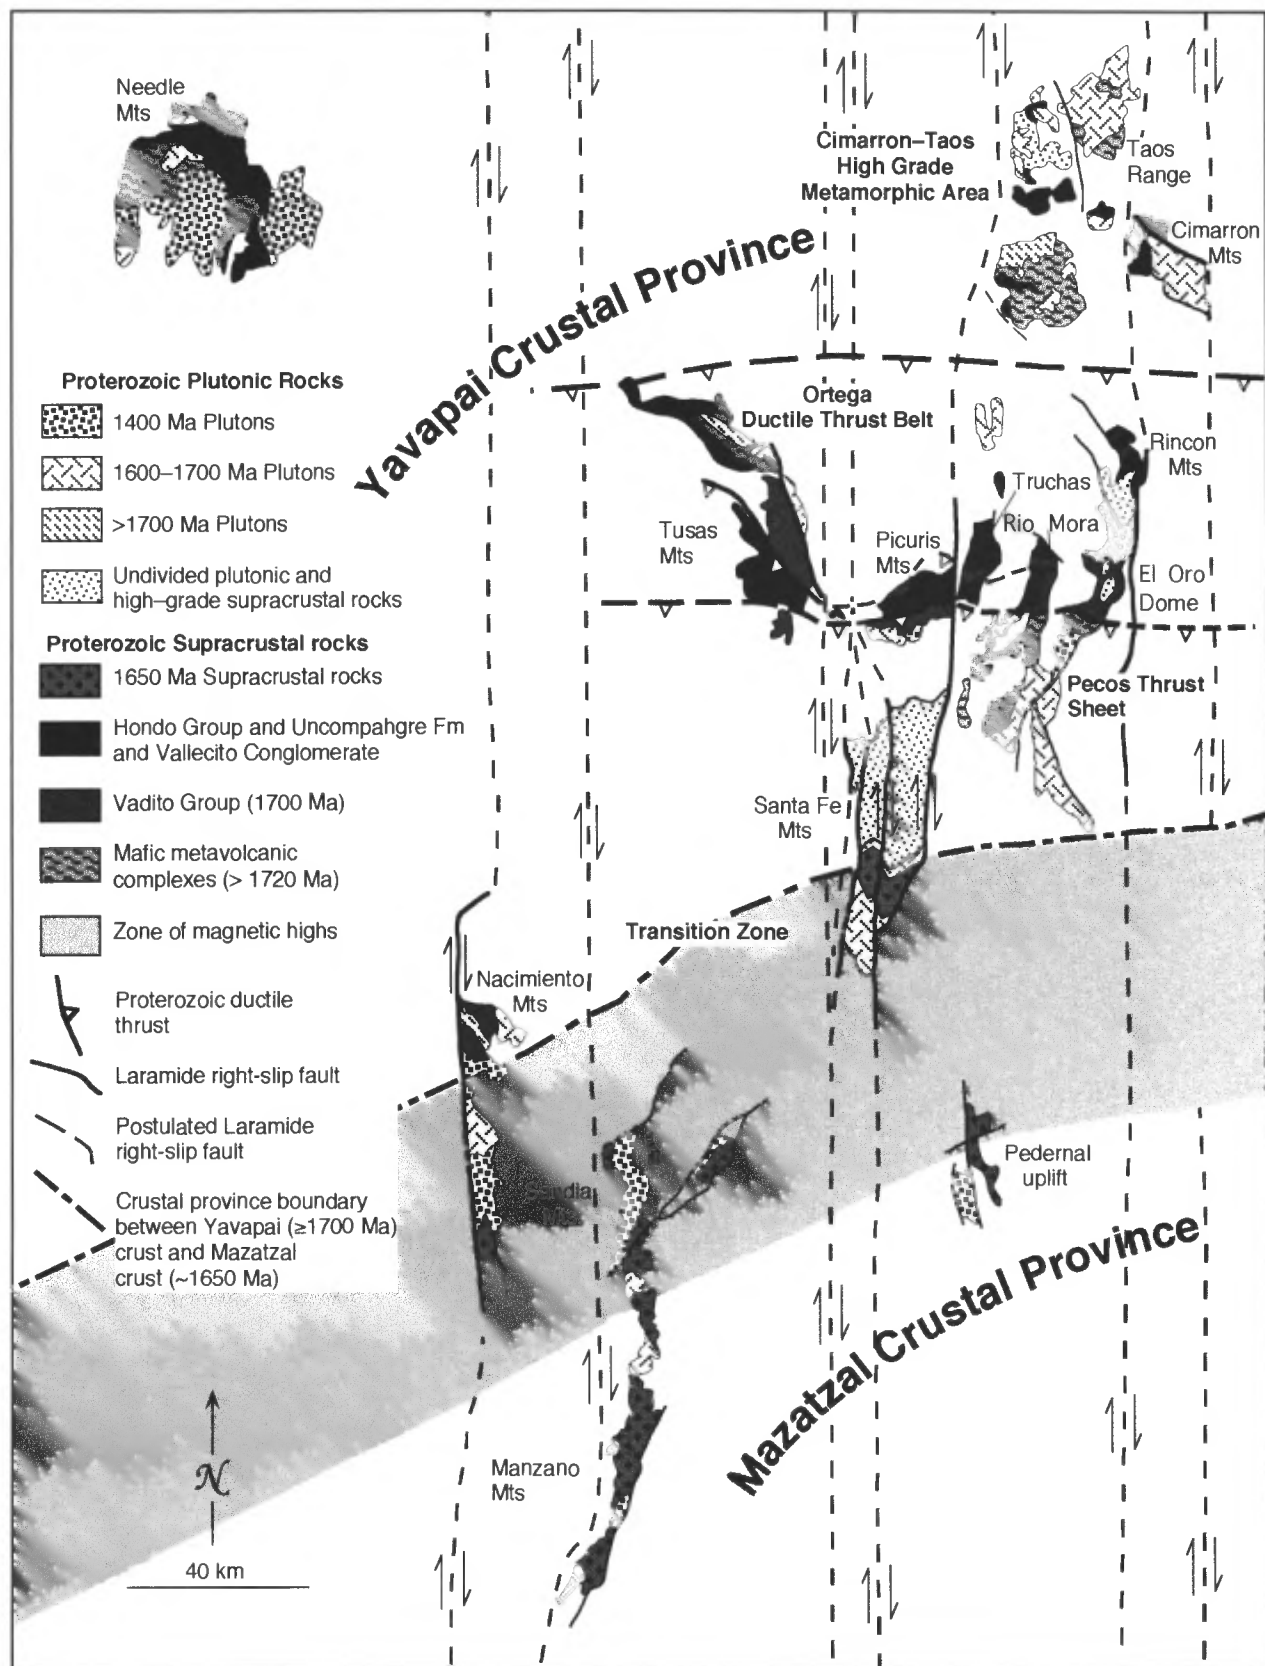 Needle
Mts
Cimarron–Taos
High Grade
Metamorphic Area
Taos
Range
Cimarron
Mts
Yavapai Crustal Province
Proterozoic Plutonic Rocks
1400 Ma Plutons
1600–1700 Ma Plutons
>1700 Ma Plutons
Undivided plutonic and
high–grade supracrustal rocks
Proterozoic Supracrustal rocks
1650 Ma Supracrustal rocks
Hondo Group and Uncompahgre Fm
and Vallecito Conglomerate
Vadito Group (1700 Ma)
Mafic metavolcanic
complexes (> 1720 Ma)
Zone of magnetic highs
Proterozoic ductile
thrust
Laramide right-slip fault
Postulated Laramide
right-slip fault
Crustal province boundary
between Yavapai (≥1700 Ma)
crust and Mazatzal
crust (~1650 Ma)
Ortega
Ductile Thrust Belt
Rincon
Mts
Truchas
Rio Mora
Tusas
Mts
Picuris
Mts
El Oro
Dome
Pecos Thrust
Sheet
Santa Fe
Mts
Transition Zone
Nacimiento
Mts
Sandia
Pedernal
uplift
Mazatzal Crustal Province
Manzano
Mts
N
40 km